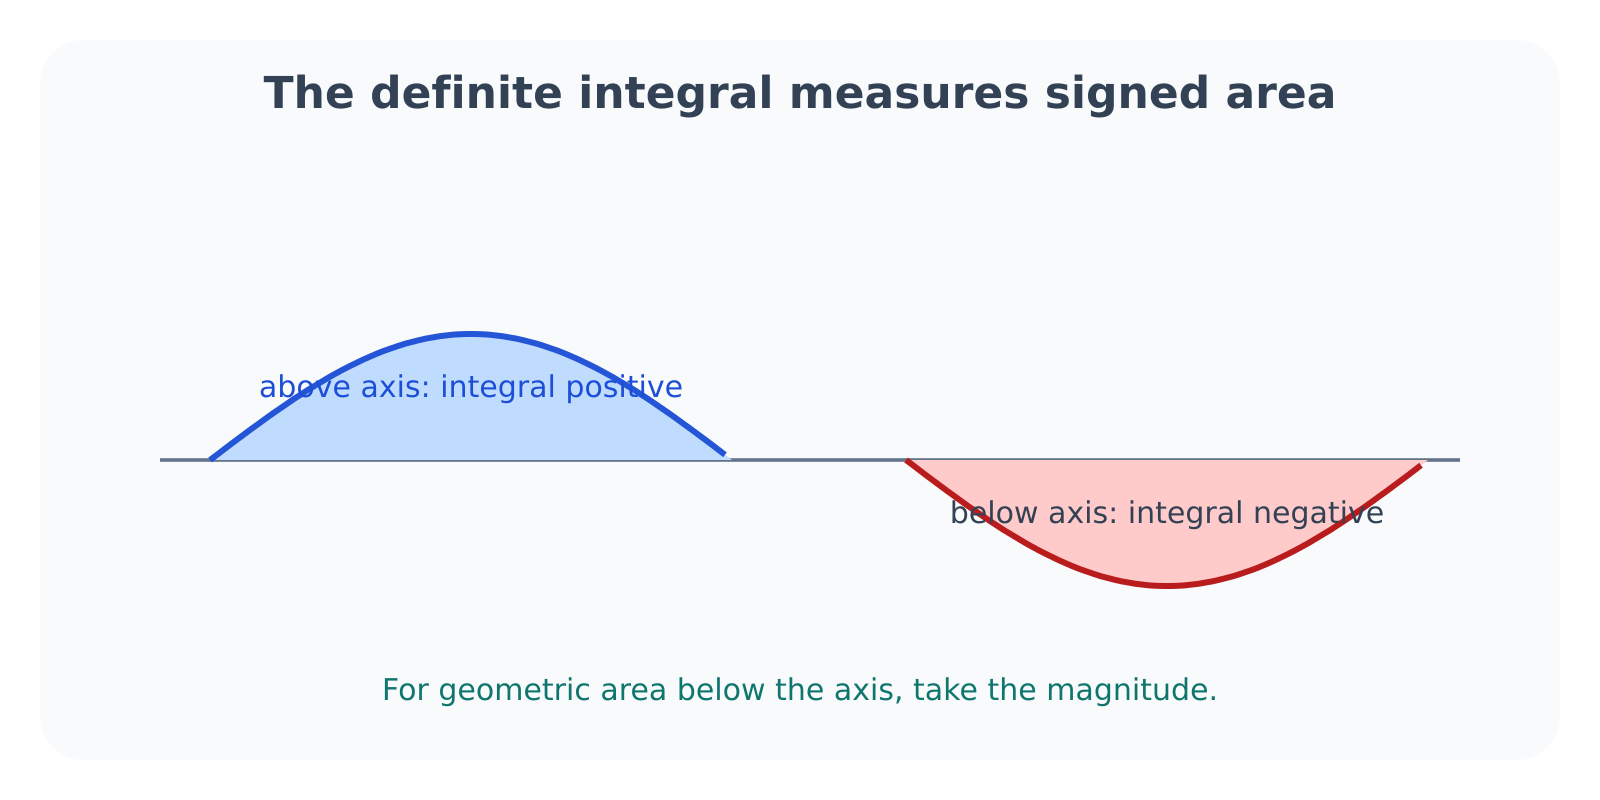 The definite integral measures signed area
above axis: integral positive
below axis: integral negative
For geometric area below the axis, take the magnitude.